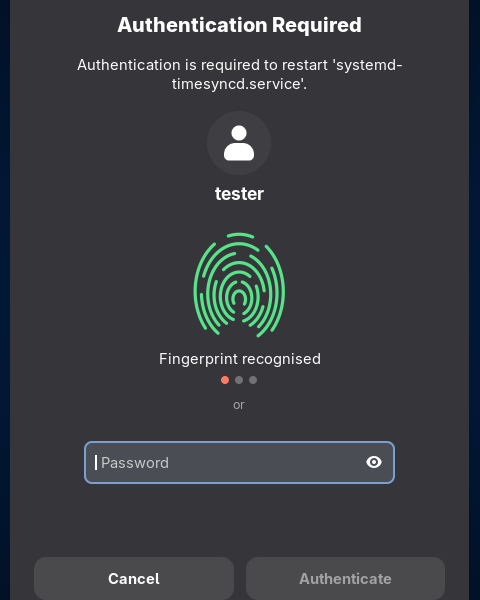 Authentication Required
Authentication is required to restart 'systemd-
timesyncd.service'.
tester
Fingerprint recognised
or
Password
Cancel
Authenticate